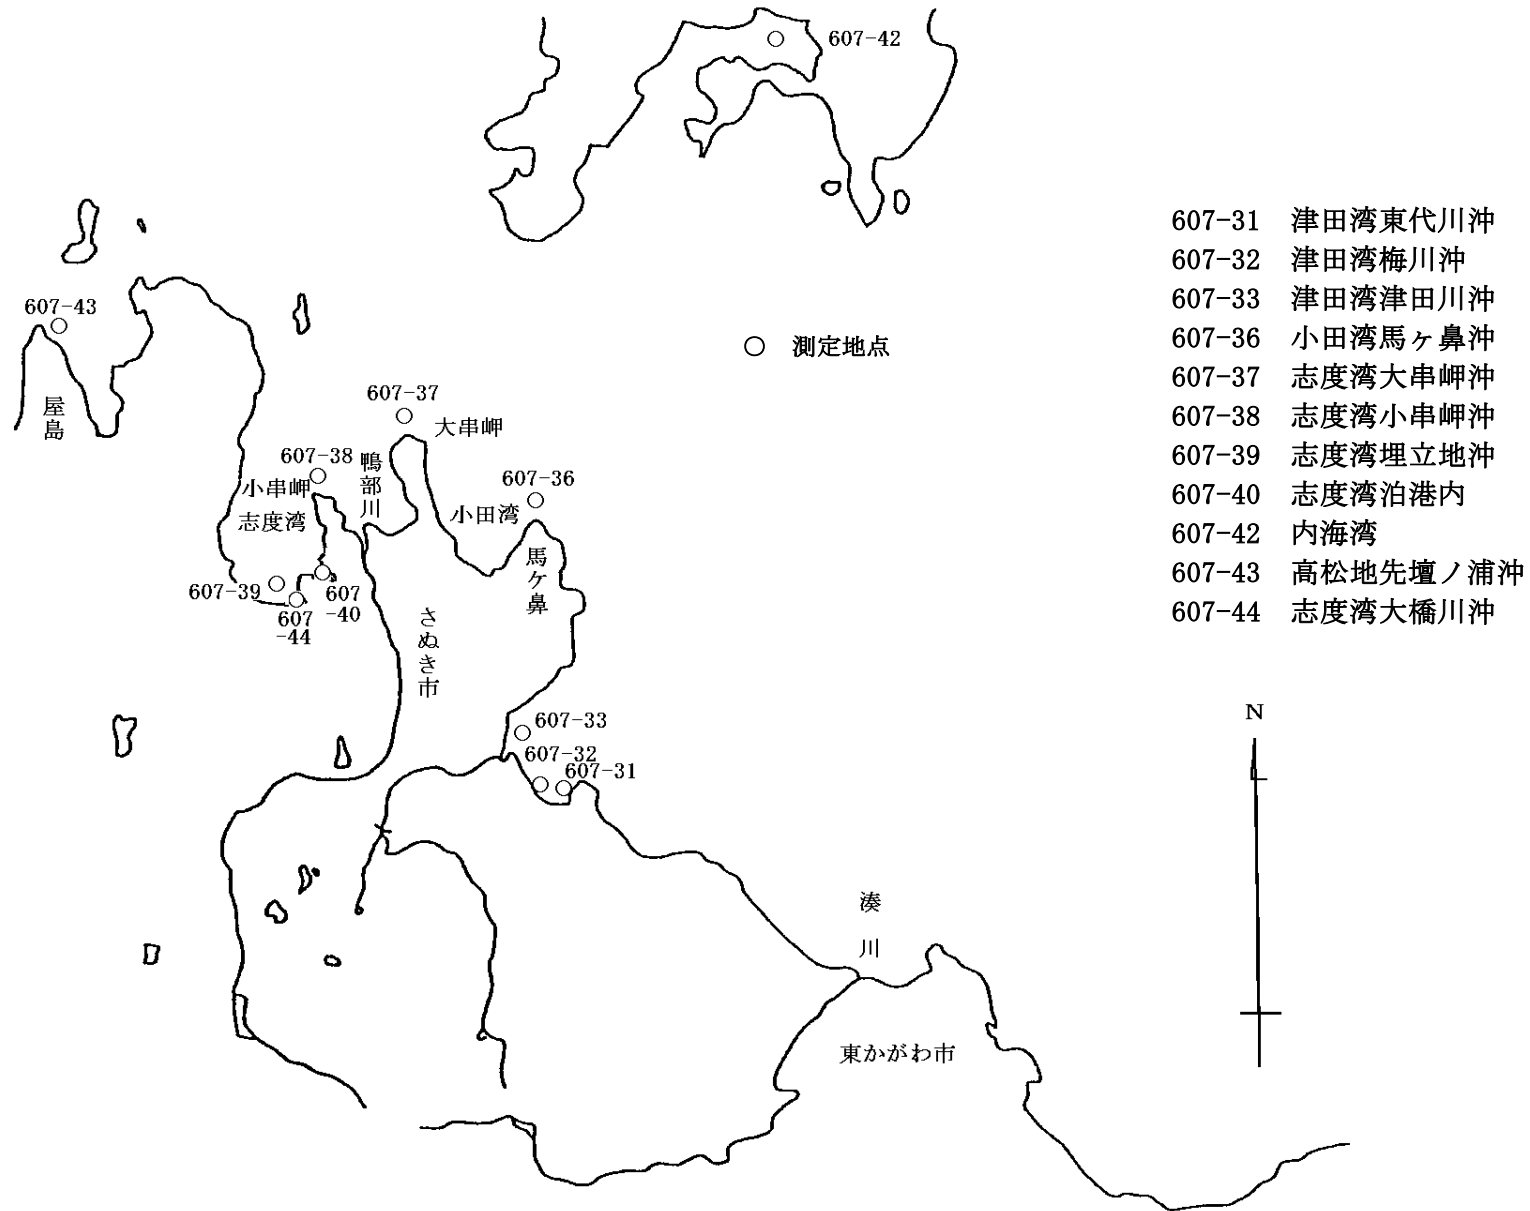 607-42
607-43
屋島
607-37
大串岬
607-38
鴨部川
小串岬
志度湾
607-36
小田湾
馬ケ鼻
607-39
607
-40
607
-44
さぬき市
607-33
607-32
607-31
湊川
東かがわ市
○ 測定地点
607-31 津田湾東代川沖
607-32 津田湾梅川沖
607-33 津田湾津田川沖
607-36 小田湾馬ヶ鼻沖
607-37 志度湾大串岬沖
607-38 志度湾小串岬沖
607-39 志度湾埋立地沖
607-40 志度湾泊港内
607-42 内海湾
607-43 高松地先壇ノ浦沖
607-44 志度湾大橋川沖
N